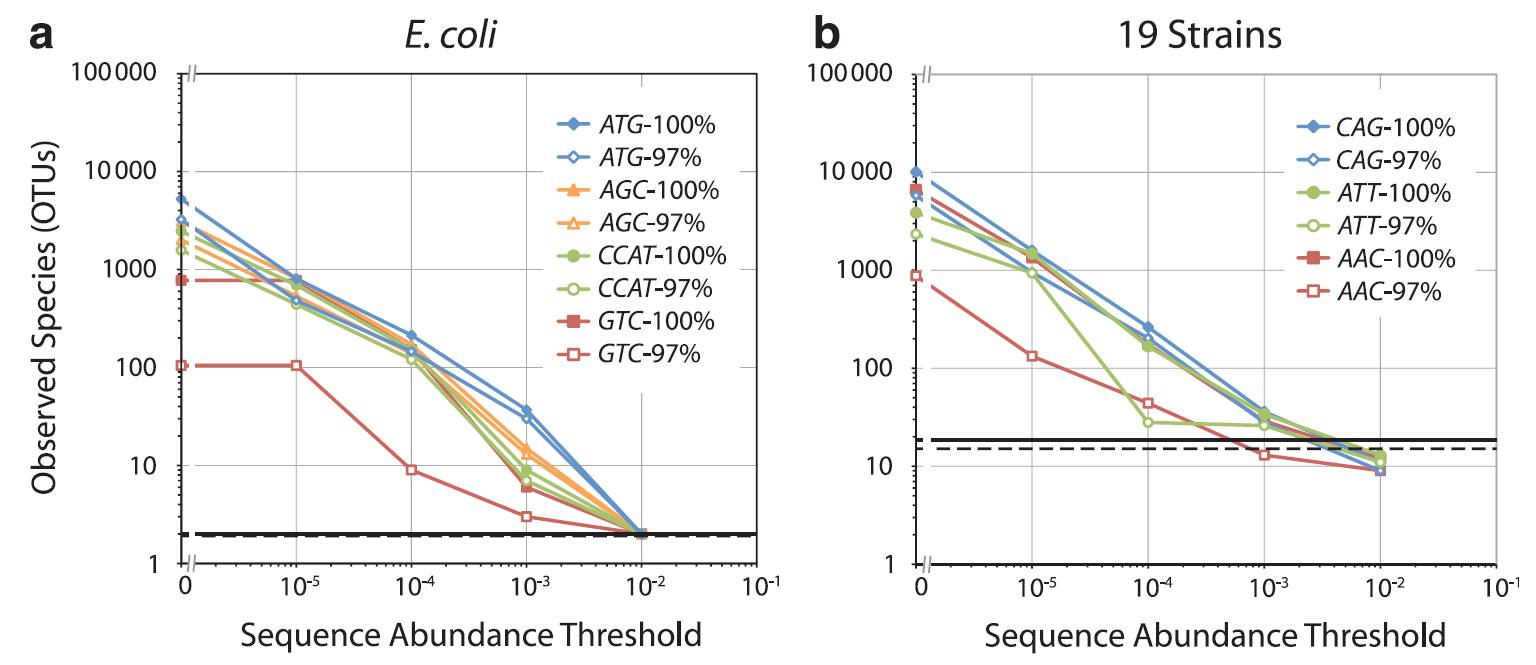 a
E. coli
Observed Species (OTUs)
100 000
10 000
1000
100
10
1
0
10-5
10-4
10-3
10-2
10-1
Sequence Abundance Threshold
ATG-100%
ATG-97%
AGC-100%
AGC-97%
CCAT-100%
CCAT-97%
GTC-100%
GTC-97%
b
19 Strains
100 000
10 000
1000
100
10
1
0
10-5
10-4
10-3
10-2
10-1
Sequence Abundance Threshold
CAG-100%
CAG-97%
ATT-100%
ATT-97%
AAC-100%
AAC-97%